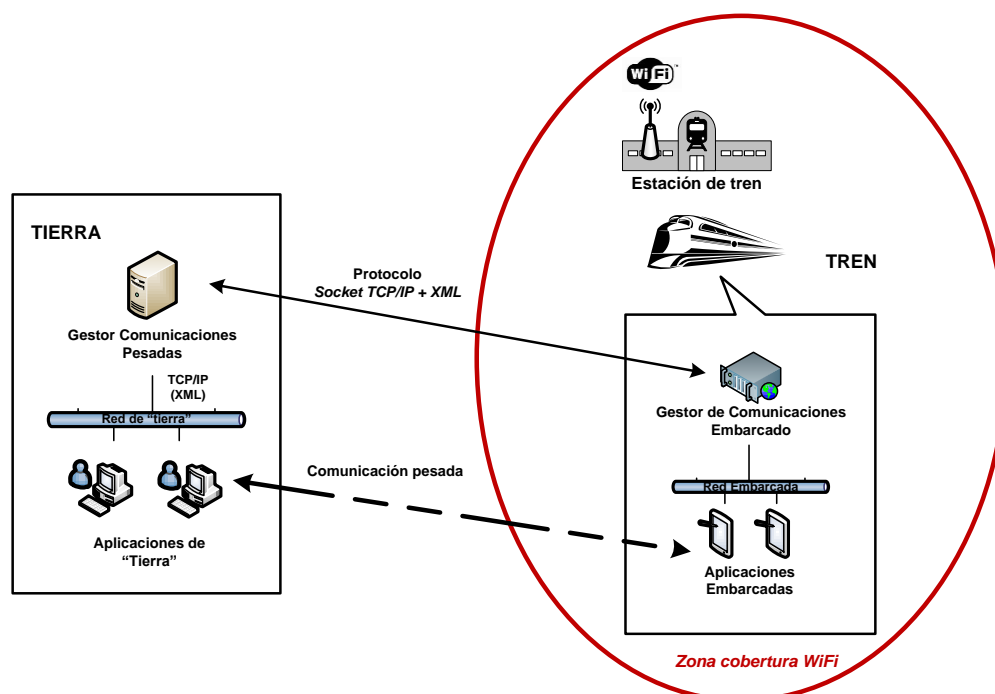 WiFi
Estación de tren
TIERRA
TREN
Protocolo
Socket TCP/IP + XML
Gestor Comunicaciones
Pesadas
TCP/IP
(XML)
Red de “tierra”
Gestor de Comunicaciones
Embarcado
Comunicación pesada
Red Embarcada
Aplicaciones de
“Tierra”
Aplicaciones
Embarcadas
Zona cobertura WiFi